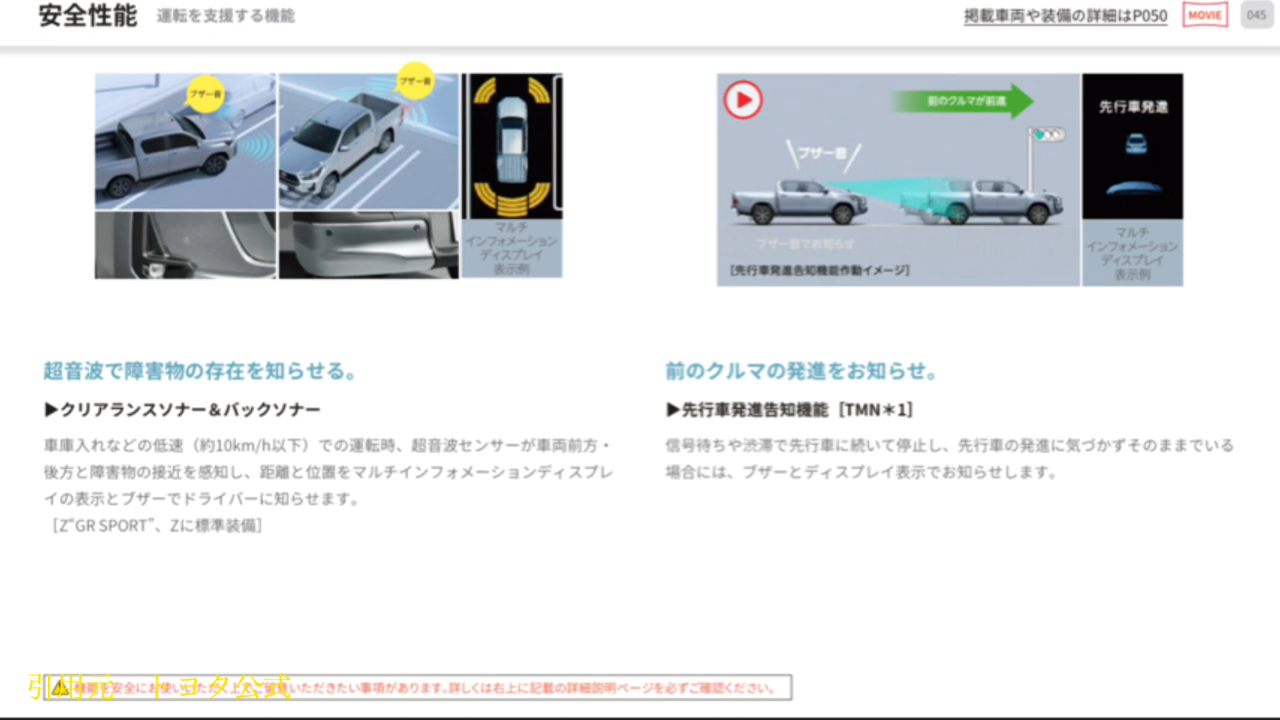 安全性能 運転を支援する機能 掲載車両や装備の詳細はP050 MOVIE 045
ブザー音
ブザー音
マルチ
インフォメーション
ディスプレイ
表示例
前のクルマが前進
ブザー音
ブザー音でお知らせ
[先行車発進告知機能作動イメージ]
先行車発進
マルチ
インフォメーション
ディスプレイ
表示例
超音波で障害物の存在を知らせる。
▶クリアランスソナー&バックソナー
車庫入れなどの低速(約10km/h以下)での運転時、超音波センサーが車両前方・
後方と障害物の接近を感知し、距離と位置をマルチインフォメーションディスプレ
イの表示とブザーでドライバーに知らせます。
[Z"GR SPORT"、Zに標準装備]
前のクルマの発進をお知らせ。
▶先行車発進告知機能[TMN*1]
信号待ちや渋滞で先行車に続いて停止し、先行車の発進に気づかずそのままでいる
場合には、ブザーとディスプレイ表示でお知らせします。
機能を安全にお使いいただく上でご留意いただきたい事項があります。詳しくは右上に記載の詳細説明ページを必ずご確認ください。
引用元 トヨタ公式